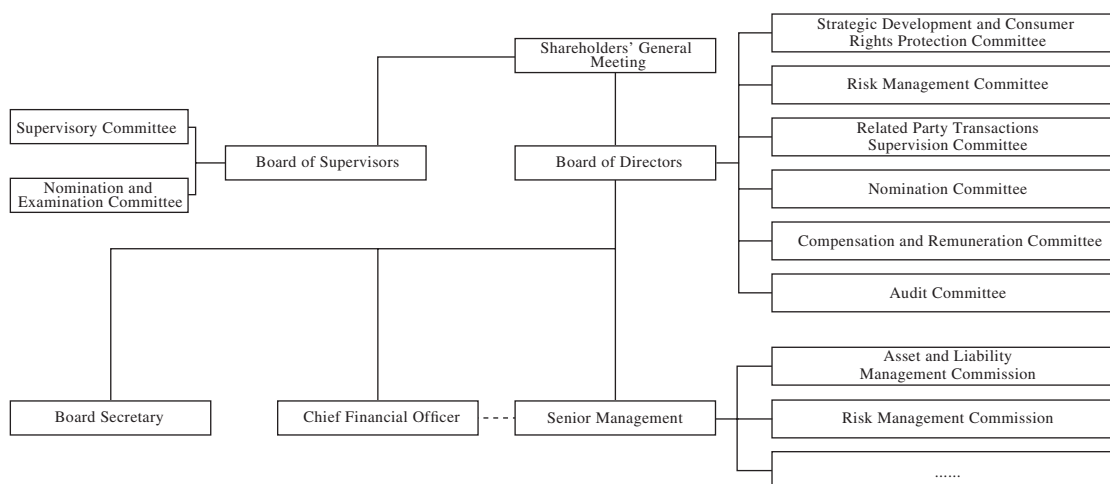 Strategic Development and Consumer
Rights Protection Committee
Shareholders’ General
Meeting
Risk Management Committee
Supervisory Committee
Related Party Transactions
Supervision Committee
Board of Supervisors
Board of Directors
Nomination and
Examination Committee
Nomination Committee
Compensation and Remuneration Committee
Audit Committee
Asset and Liability
Management Commission
Board Secretary
Chief Financial Officer
Senior Management
Risk Management Commission
......